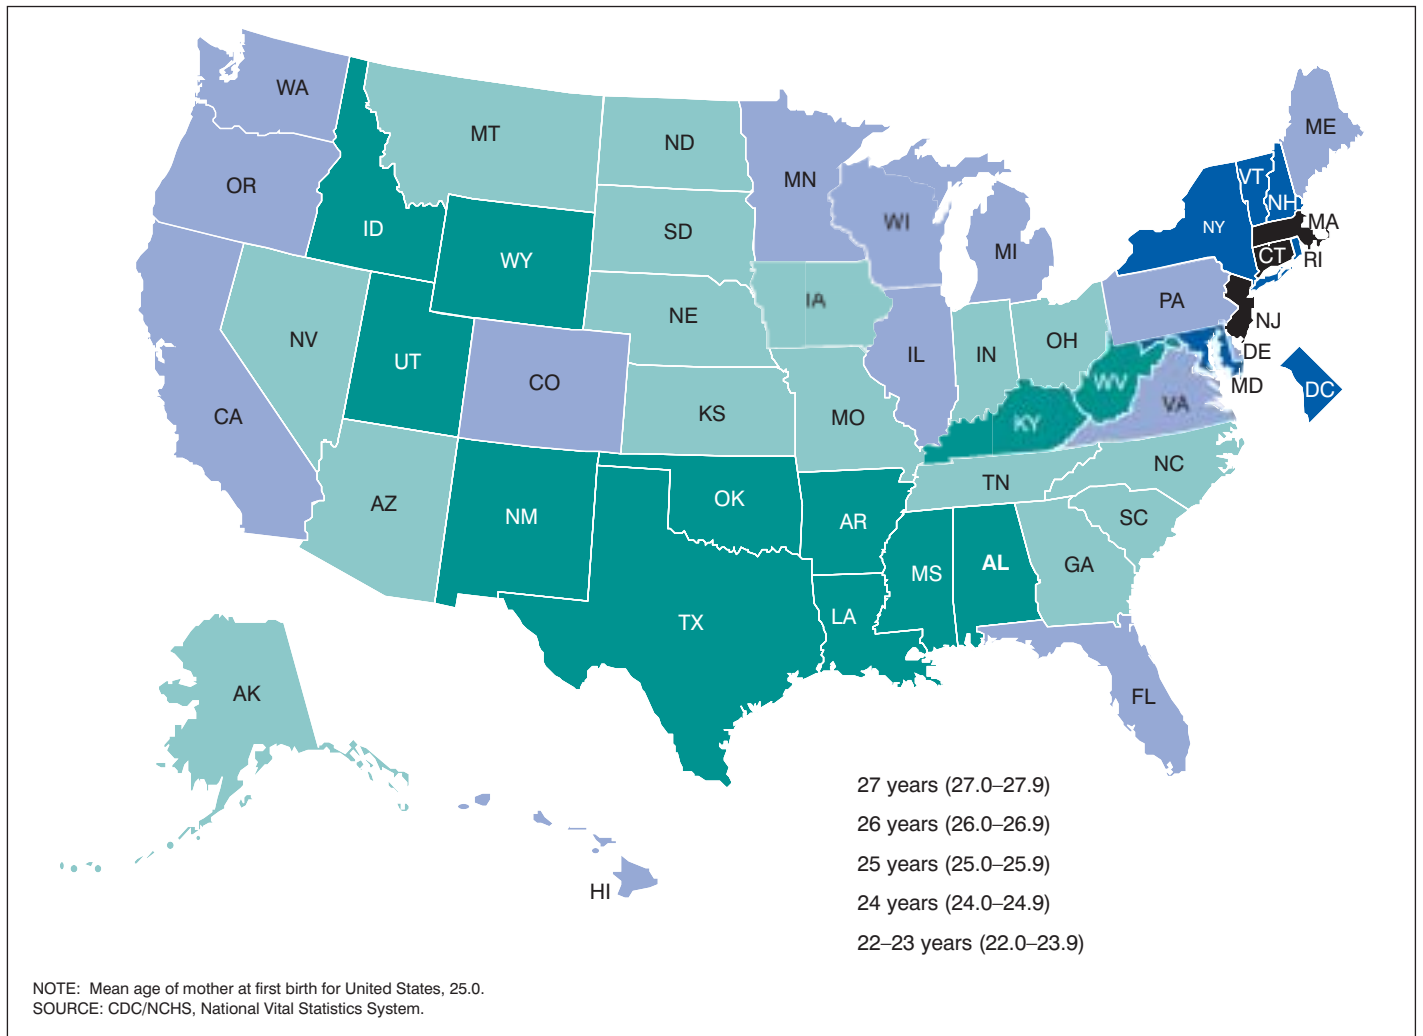 WA
MT
ND
MN
ME
OR
ID
SD
WI
MI
VT
NH
NY
MA
WY
CT
RI
NV
UT
NE
IA
IL
IN
OH
PA
NJ
DE
CO
MD
DC
CA
KS
MO
KY
WV
VA
AZ
NM
OK
AR
TN
NC
SC
TX
LA
MS
AL
GA
AK
FL
HI
27 years (27.0–27.9)
26 years (26.0–26.9)
25 years (25.0–25.9)
24 years (24.0–24.9)
22–23 years (22.0–23.9)
NOTE: Mean age of mother at first birth for United States, 25.0.
SOURCE: CDC/NCHS, National Vital Statistics System.